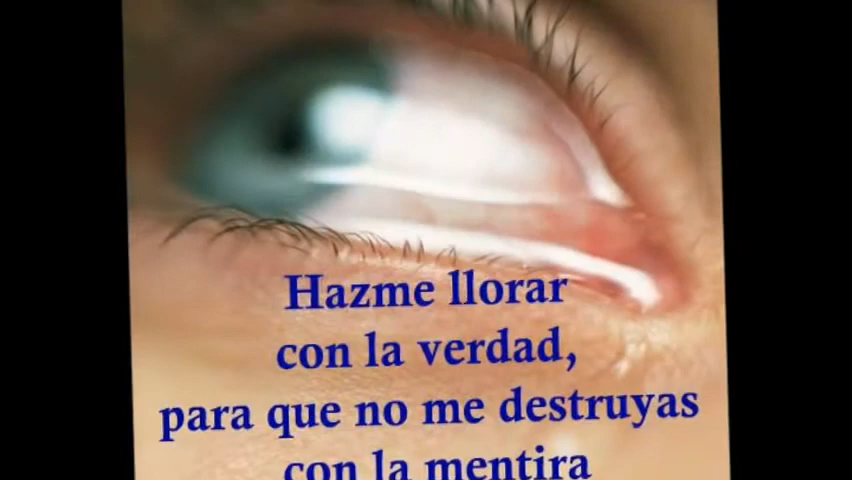 Hazme llorar
con la verdad,
para que no me destruyas
con la mentira